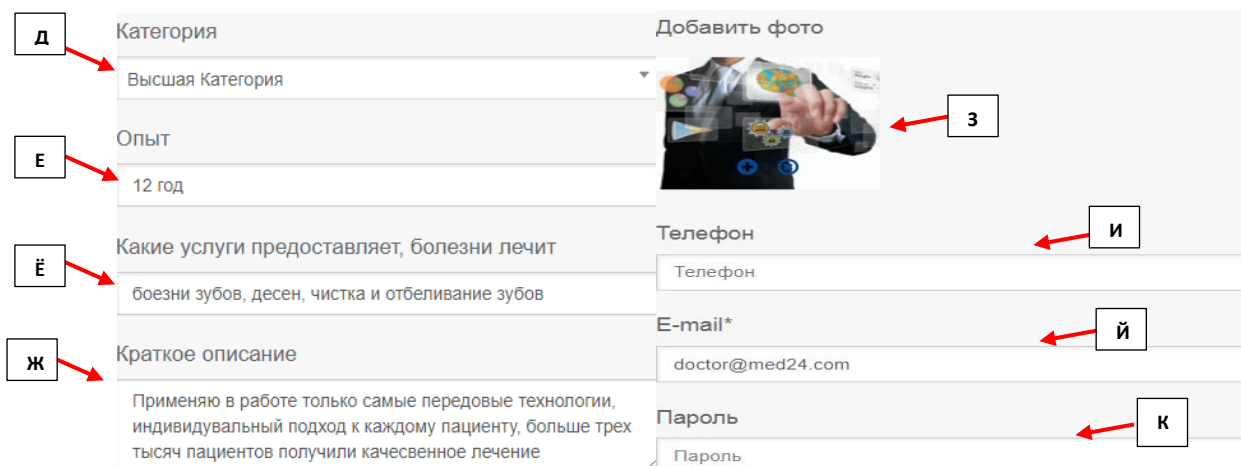 Д
Категория
Высшая Категория
Е
Опыт
12 год
Ё
Какие услуги предоставляет, болезни лечит
боезни зубов, десен, чистка и отбеливание зубов
Ж
Краткое описание
Применяю в работе только самые передовые технологии,
индивидувальный подход к каждому пациенту, больше трех
тысяч пациентов получили качесвенное лечение
Добавить фото
З
Телефон
И
Телефон
E-mail*
Й
doctor@med24.com
Пароль
К
Пароль